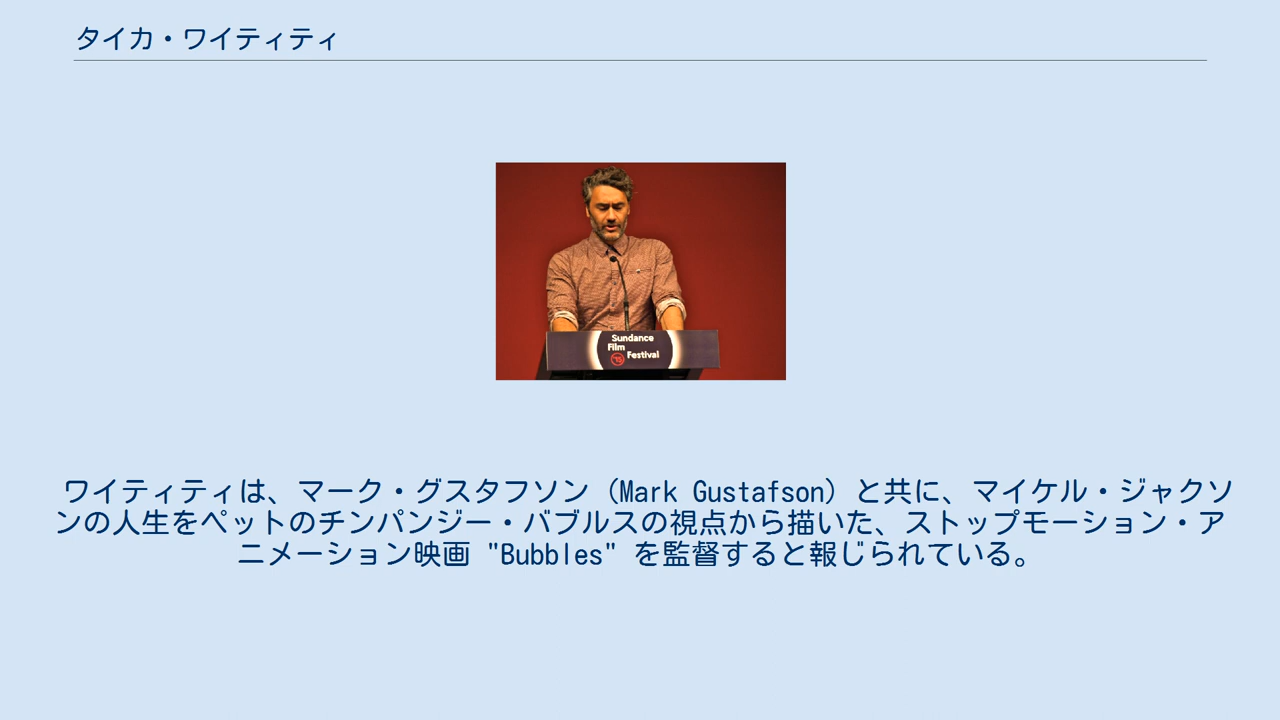 タイカ・ワイティティ
Sundance
Film
'15 Festival
ワイティティは、マーク・グスタフソン（Mark Gustafson）と共に、マイケル・ジャクソ
ンの人生をペットのチンパンジー・バブルスの視点から描いた、ストップモーション・ア
ニメーション映画 "Bubbles" を監督すると報じられている。